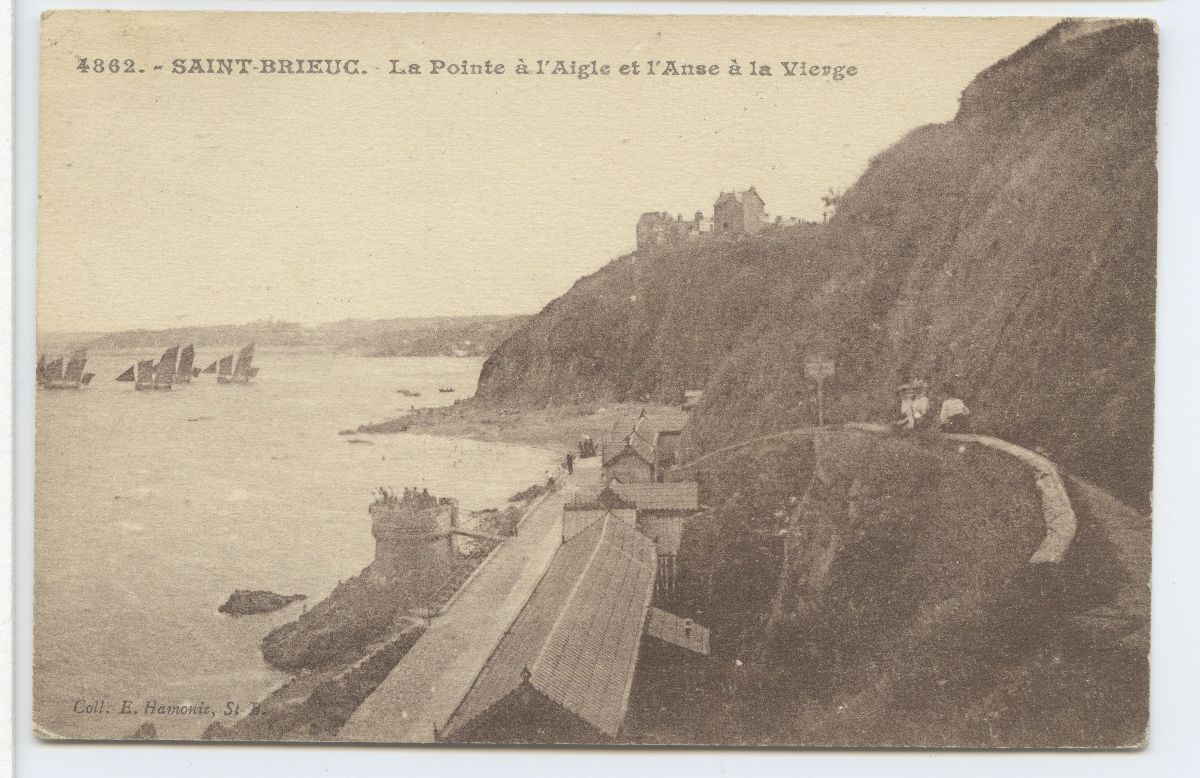 4862. - SAINT-BRIEUC. - La Pointe à l'Aigle et l'Anse à la Vierge
Coll. E. Hamonic, St B.